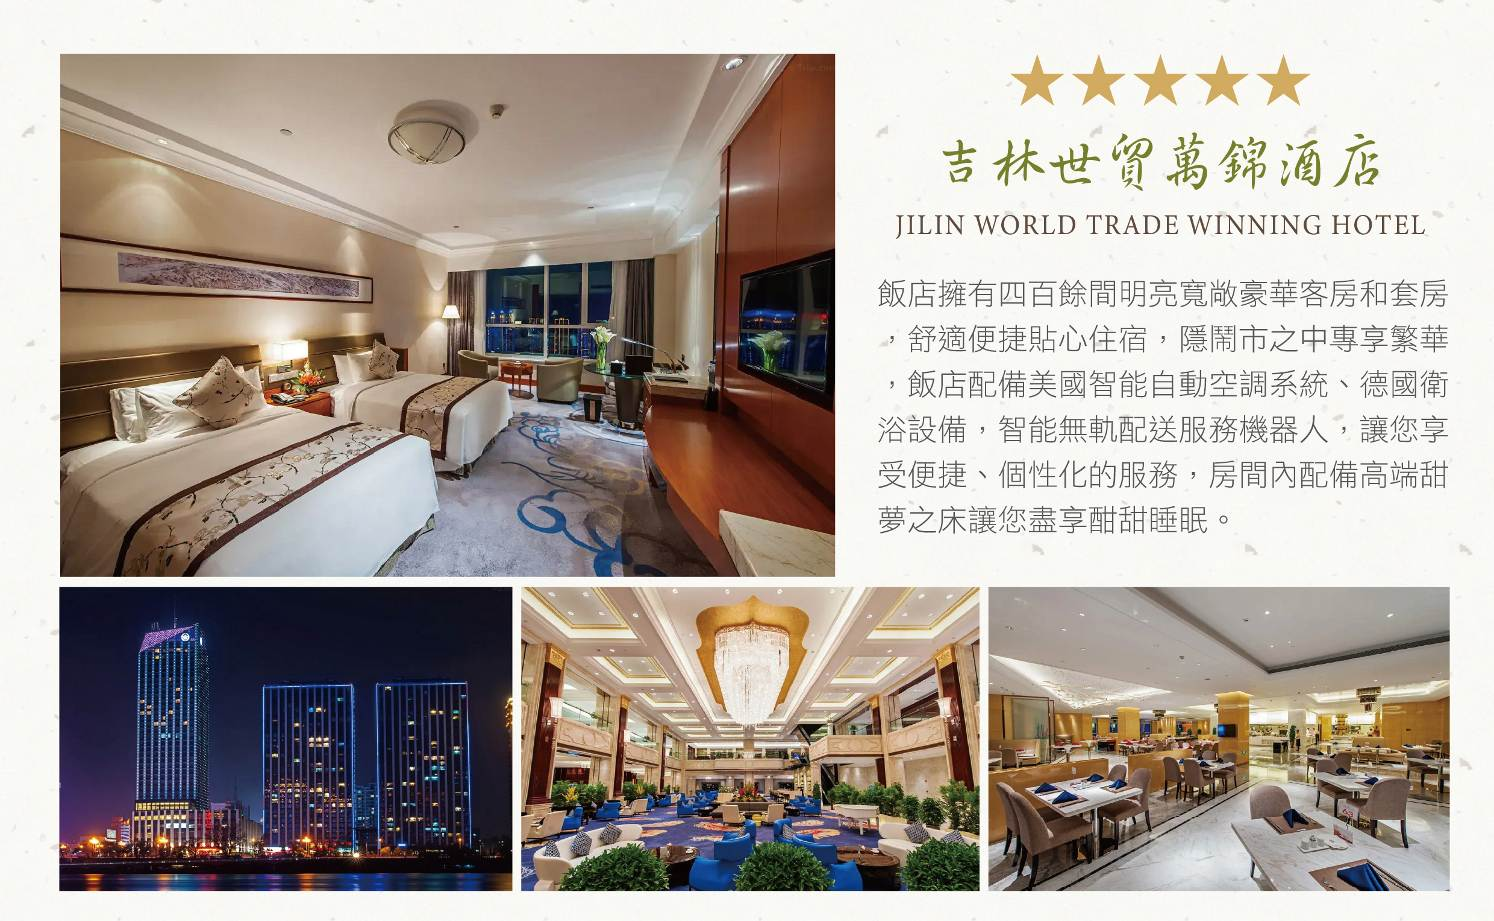 吉林世貿萬錦酒店
JILIN WORLD TRADE WINNING HOTEL
飯店擁有四百餘間明亮寬敞豪華客房和套房
，舒適便捷貼心住宿，隱鬧市之中專享繁華
，飯店配備美國智能自動空調系統、德國衛
浴設備，智能無軌配送服務機器人，讓您享
受便捷、個性化的服務，房間內配備高端甜
夢之床讓您盡享酣甜睡眠。